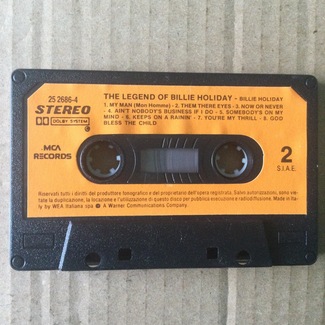 25 2686-4
STEREO
DOLBY SYSTEM
THE LEGEND OF BILLIE HOLIDAY - BILLIE HOLIDAY
1. MY MAN (Mon Homme) - 2. THEM THERE EYES - 3. NOW OR NEVER
- 4. AIN'T NOBODY'S BUSINESS IF I DO - 5. SOMEBODY'S ON MY
MIND - 6. KEEPS ON A RAININ' - 7. YOU'RE MY THRILL - 8. GOD
BLESS THE CHILD
MCA
RECORDS
2
S.I.A.E.
Riservati tutti i diritti del produttore fonografico e del proprietario dell'opera registrata. Salvo autorizzazioni, sono vie-
tate la duplicazione, la locazione e l'utilizzazione di questo disco per pubblica esecuzione e radiodiffusione. Made in Ita-
ly by WEA Italiana spa A Warner Communications Company.